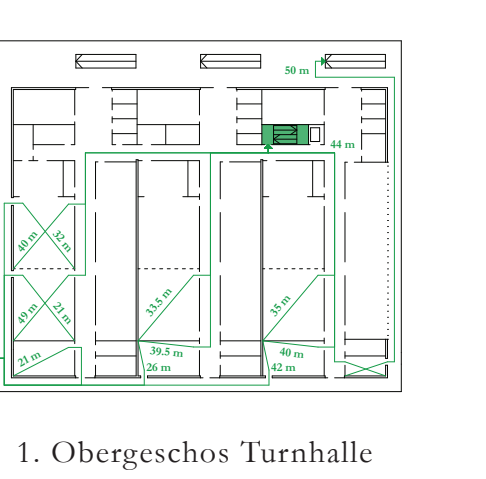 50 m
44 m
40 m
32 m
49 m
21 m
33.5 m
35 m
21 m
39.5 m
40 m
26 m
42 m
1. Obergeschos Turnhalle